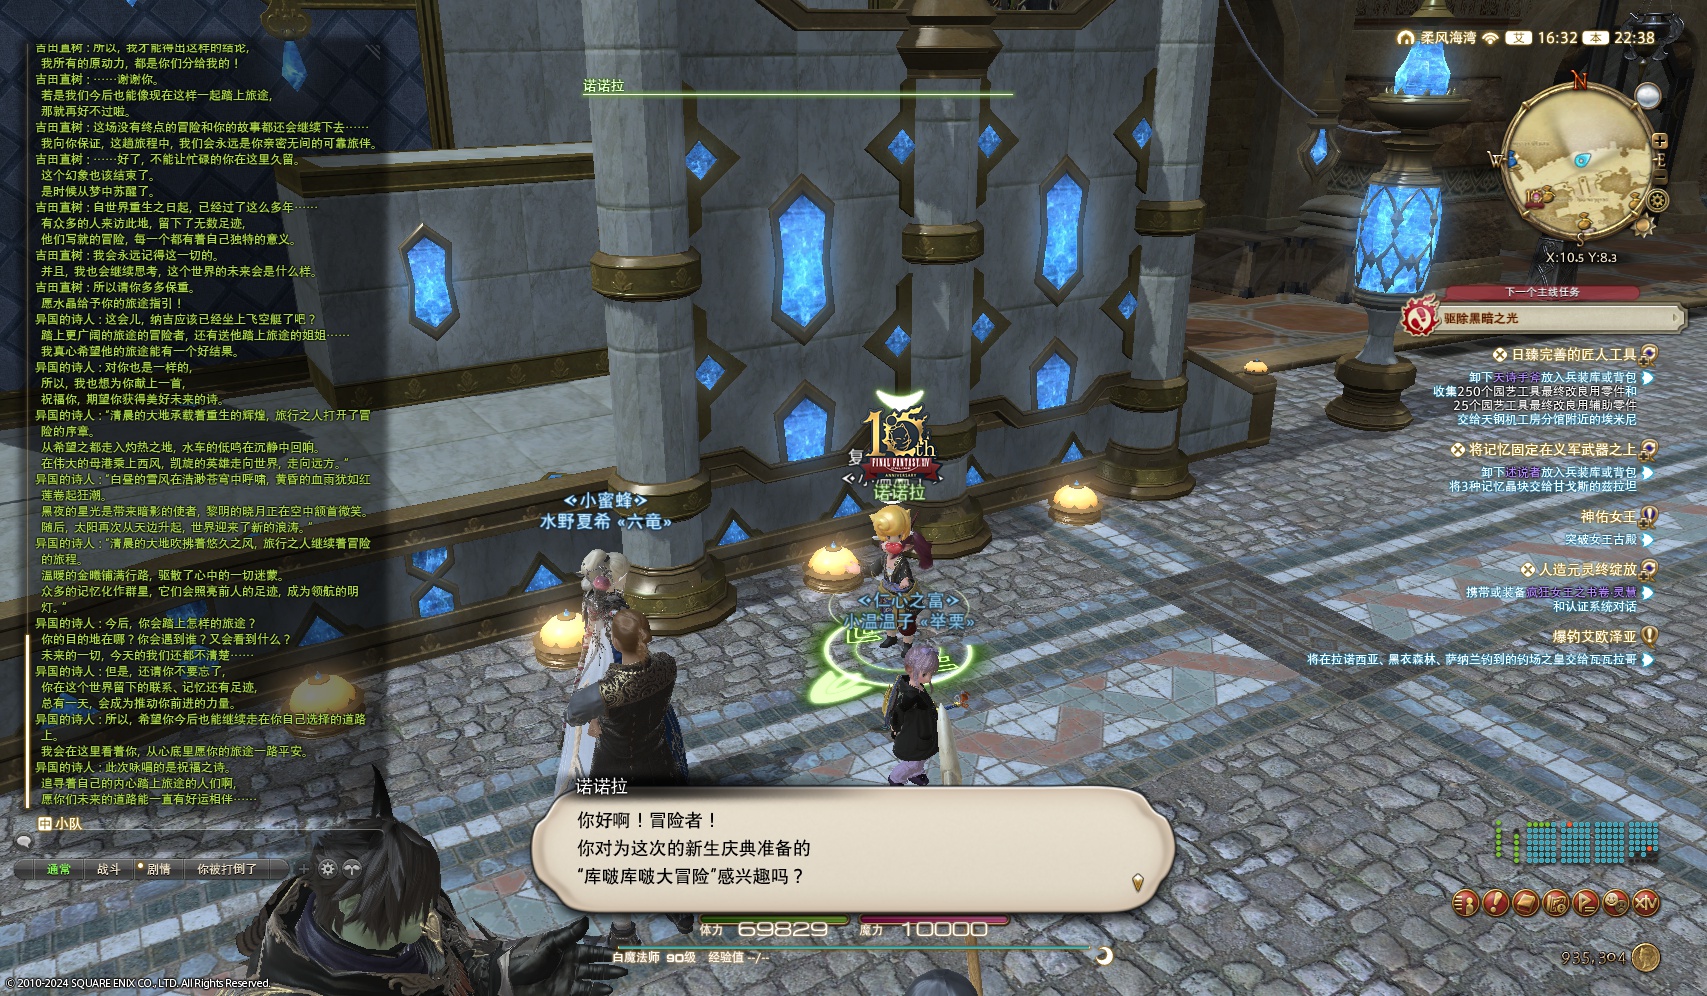 吉田直树：所以，我才能得出这样的结论，
我所有的原动力，都是你们分给我的！
吉田直树：……谢谢你。
若是我们今后也能像现在这样一起踏上旅途，
那就再好不过啦。
吉田直树：这场没有终点的冒险和你的故事都还会继续下去……
我向你保证，这趟旅程中，我们会永远是你亲密无间的可靠旅伴。
吉田直树：……好了，不能让忙碌的你在这里久留。
这个幻象也该结束了。
是时候从梦中苏醒了。
吉田直树：自世界重生之日起，已经过了这么多年……
有众多的人来访此地，留下了无数足迹，
他们写就的冒险，每一个都有着自己独特的意义。
吉田直树：我会永远记得这一切的。
并且，我也会继续思考，这个世界的未来会是什么样。
吉田直树：所以请你多多保重。
愿水晶给予你的旅途指引！
异国的诗人：这会儿，纳吉应该已经坐上飞空艇了吧？
踏上更广阔的旅途的冒险者，还有送他踏上旅途的姐姐……
我真心希望他的旅途能有一个好结果。
异国的诗人：对你也是一样的，
所以，我也想为你献上一首，
祝福你，期望你获得美好未来的诗。
异国的诗人：“清晨的大地承载着重生的辉煌，旅行之人打开了冒
险的序章。
从希望之都走入灼热之地，水车的低鸣在沉静中回响。
在伟大的母港乘上西风，凯旋的英雄走向世界，走向远方。”
异国的诗人：“白昼的雪风在浩渺苍穹中呼啸，黄昏的血雨犹如红
莲卷起狂潮。
黑夜的星光是带来暗影的使者，黎明的晓月正在空中颔首微笑。
随后，太阳再次从天边升起，世界迎来了新的浪涛。”
异国的诗人：“清晨的大地吹拂着悠久之风，旅行之人继续着冒险
的旅程。
温暖的金曦铺满行路，驱散了心中的一切迷蒙。
众多的记忆化作群星，它们会照亮前人的足迹，成为领航的明
灯。”
异国的诗人：今后，你会踏上怎样的旅途？
你的目的地在哪？你会遇到谁？又会看到什么？
未来的一切，今天的我们还都不清楚……
异国的诗人：但是，还请你不要忘了，
你在这个世界留下的联系、记忆还有足迹，
总有一天，会成为推动你前进的力量。
异国的诗人：所以，希望你今后也能继续走在你自己选择的道路
上。
我会在这里看着你，从心底里愿你的旅途一路平安。
异国的诗人：此次咏唱的是祝福之诗。
追寻着自己的内心踏上旅途的人们啊，
愿你们未来的道路能一直有好运相伴……
中 小队
通常 战斗 剧情 你被打倒了
© 2010-2024 SQUARE ENIX CO., LTD. All Rights Reserved.
诺诺拉
10th
FINAL FANTASY XIV
ANNIVERSARY
复
诺诺拉
«小蜜蜂»
水野夏希 «六竜»
«仁心之富»
小温温子 «举栗»
诺诺拉
你好啊！冒险者！
你对为这次的新生庆典准备的
“库啵库啵大冒险”感兴趣吗？
体力 69829 魔力 10000
白魔法师 90级 经验值 --/--
柔风海湾 艾 16:32 本 22:38
N
W
E
S
X:10.5 Y:8.3
下一个主线任务
驱除黑暗之光
日臻完善的匠人工具
卸下天诗手斧放入兵装库或背包
收集250个园艺工具最终改良用零件和
25个园艺工具最终改良用辅助零件
交给天钢机工房分馆附近的埃米尼
将记忆固定在义军武器之上
卸下述说者放入兵装库或背包
将3种记忆晶块交给甘戈斯的兹拉坦
神佑女王
突破女王古殿
人造元灵终绽放
携带或装备疯狂女王之书卷·灵慧
和认证系统对话
爆钓艾欧泽亚
将在拉诺西亚、黑衣森林、萨纳兰钓到的钓场之皇交给瓦瓦拉哥
XIV
935,304